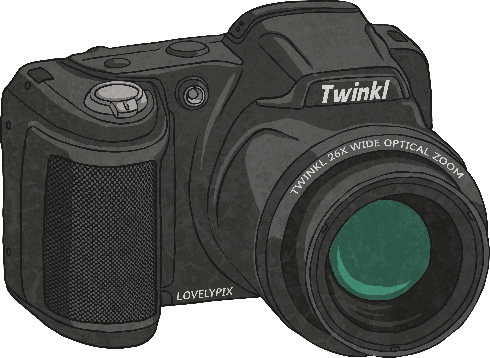 Twinkl
TWINKL 26X WIDE OPTICAL ZOOM
LOVELYPIX